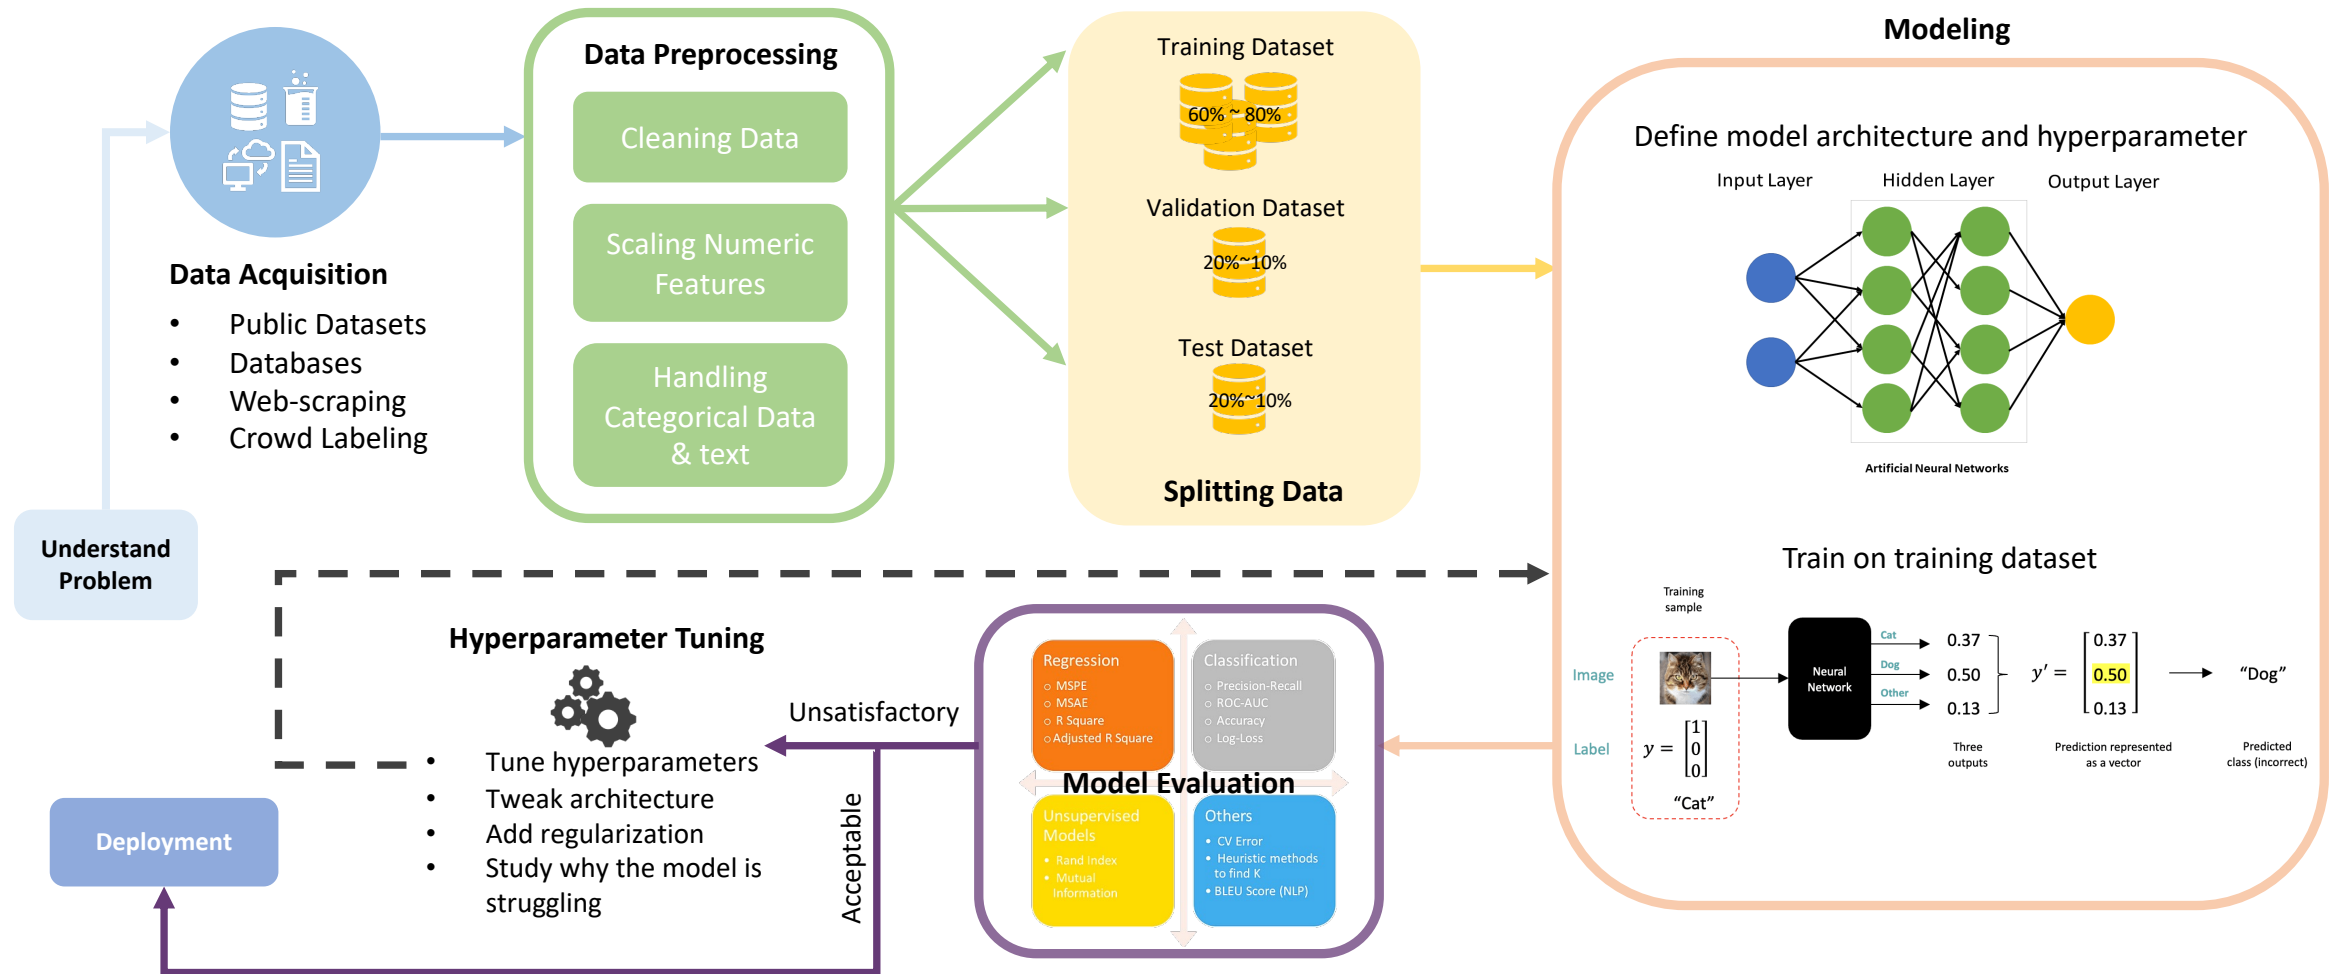 Understand
Problem
Data Acquisition
• Public Datasets
• Databases
• Web-scraping
• Crowd Labeling
Data Preprocessing
Cleaning Data
Scaling Numeric
Features
Handling
Categorical Data
& text
Training Dataset
60% ~ 80%
Validation Dataset
20%~10%
Test Dataset
20%~10%
Splitting Data
Modeling
Define model architecture and hyperparameter
Input Layer
Hidden Layer
Output Layer
Artificial Neural Networks
Train on training dataset
Training
sample
Image
Label
y = [1 0 0]
"Cat"
Neural
Network
Cat
Dog
Other
0.37
0.50
0.13
Three
outputs
y′ =
0.37
0.50
0.13
Prediction represented
as a vector
"Dog"
Predicted
class (incorrect)
Model Evaluation
Regression
○ MSPE
○ MSAE
○ R Square
○ Adjusted R Square
Classification
○ Precision-Recall
○ ROC-AUC
○ Accuracy
○ Log-Loss
Unsupervised
Models
• Rand Index
• Mutual
Information
Others
• CV Error
• Heuristic methods
to find K
• BLEU Score (NLP)
Unsatisfactory
Acceptable
Hyperparameter Tuning
• Tune hyperparameters
• Tweak architecture
• Add regularization
• Study why the model is
struggling
Deployment